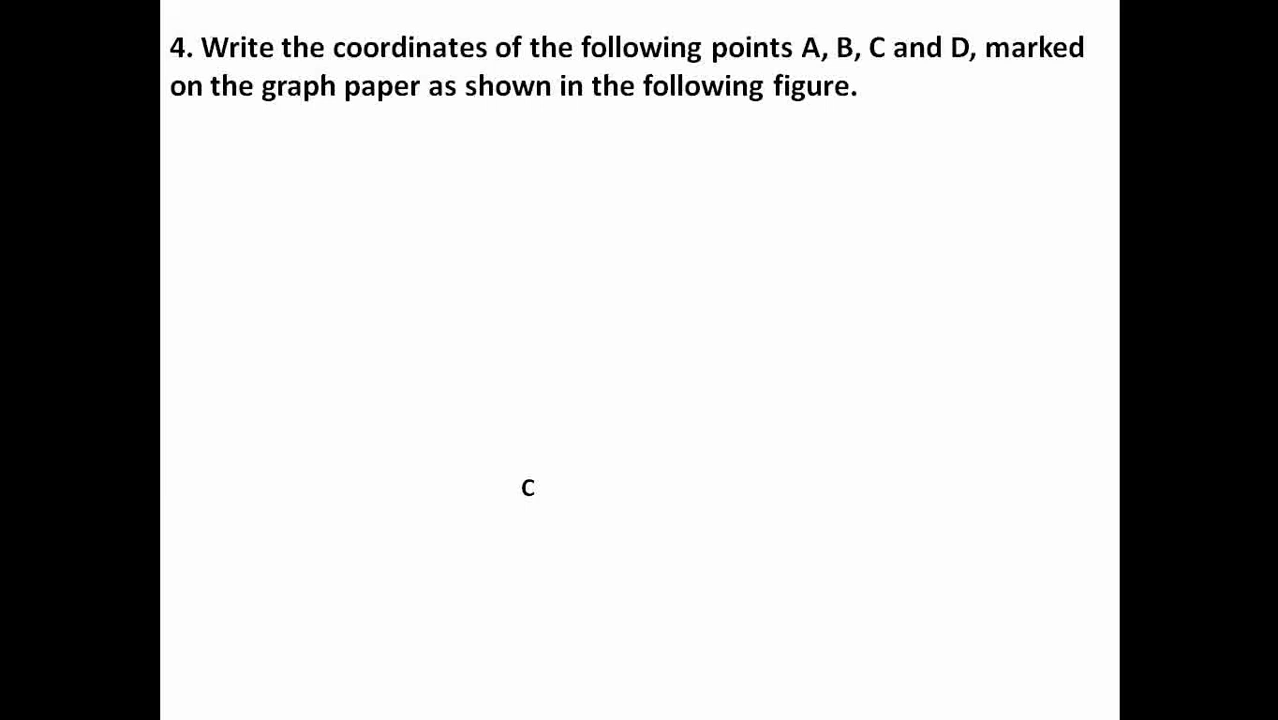 4. Write the coordinates of the following points A, B, C and D, marked
on the graph paper as shown in the following figure.
C